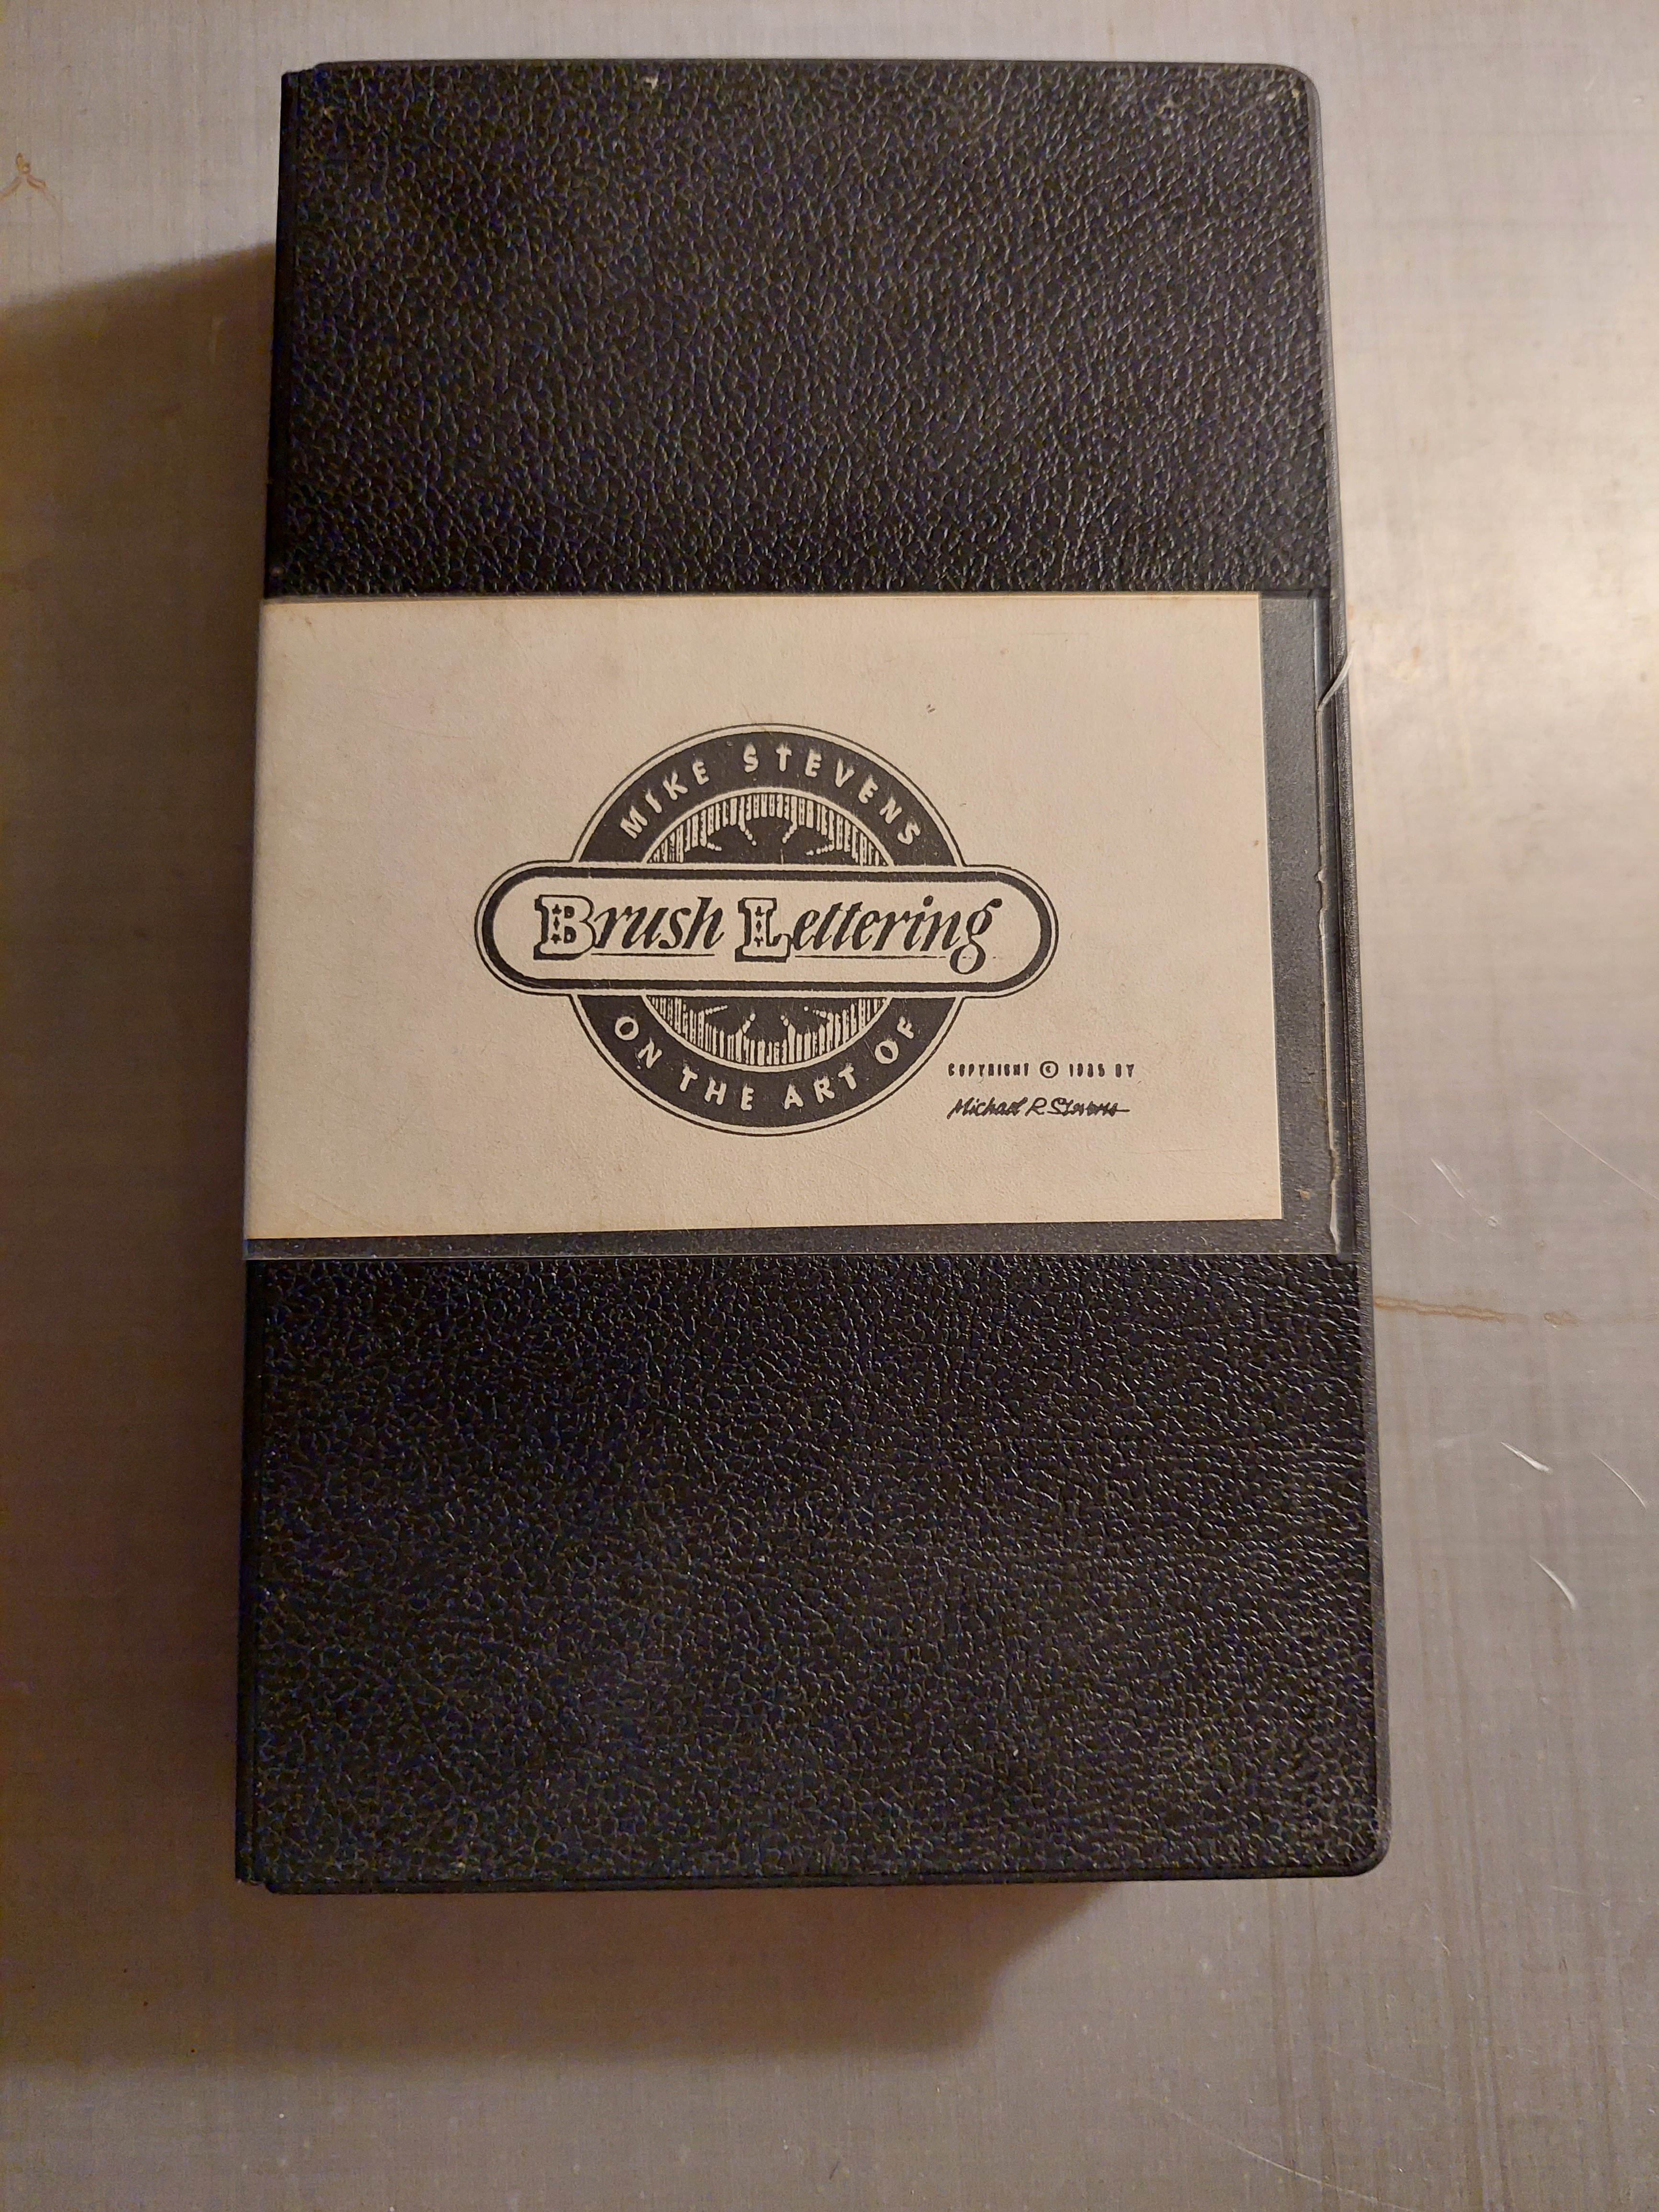 MIKE STEVENS
Brush Lettering
ON THE ART OF
COPYRIGHT © 1985 BY
Michael R Stevens